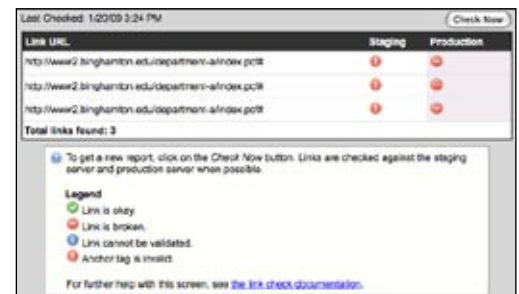 Last Checked: 1/20/09 3:24 PM Check Now
Link URL Staging Production
http://www2.binghamton.edu/department-a/index.pcf#
http://www2.binghamton.edu/department-a/index.pcf#
http://www2.binghamton.edu/department-a/index.pcf#
Total links found: 3
To get a new report, click on the Check Now button. Links are checked against the staging
server and production server when possible.
Legend
Link is okay.
Link is broken.
Link cannot be validated.
Anchor tag is invalid.
For further help with this screen, see the link check documentation.